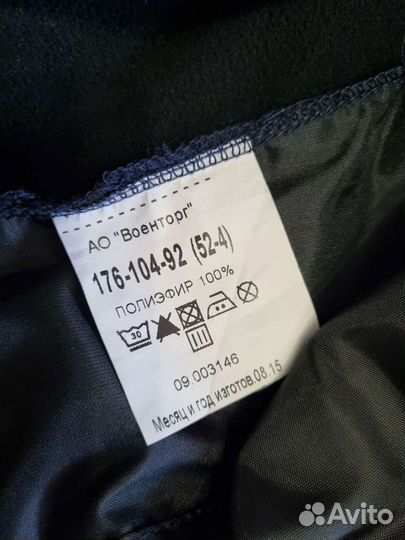 АО "Военторг"
176-104-92 (52-4)
ПОЛИЭФИР 100%
30
09.003146
Месяц и год изготов.08.15
Avito